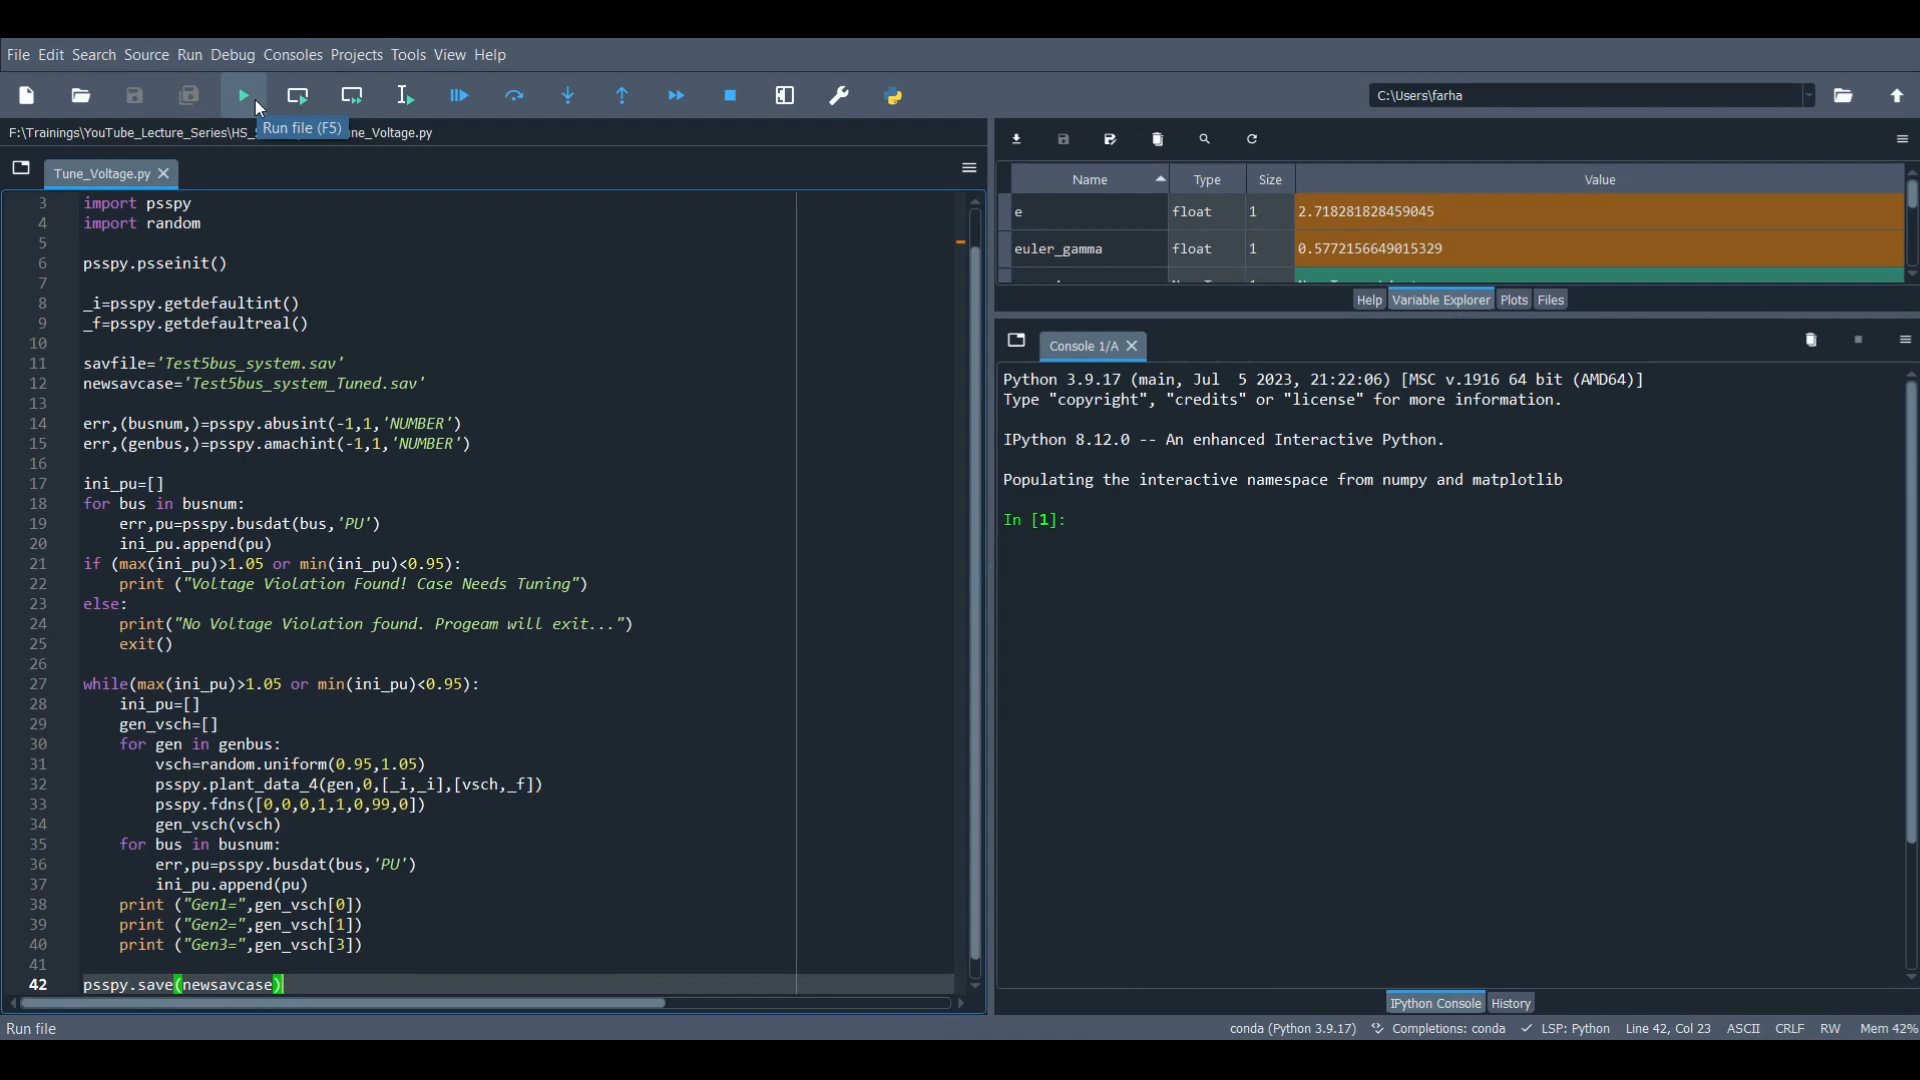 File Edit Search Source Run Debug Consoles Projects Tools View Help
C:\Users\farha
Run file (F5)
F:\Trainings\YouTube_Lecture_Series\HS_ ne_Voltage.py
Tune_Voltage.py
3 import psspy
4 import random
5
6 psspy.psseinit()
7
8 _i=psspy.getdefaultint()
9 _f=psspy.getdefaultreal()
10
11 savfile='Test5bus_system.sav'
12 newsavcase='Test5bus_system_Tuned.sav'
13
14 err,(busnum,)=psspy.abusint(-1,1,'NUMBER')
15 err,(genbus,)=psspy.amachint(-1,1,'NUMBER')
16
17 ini_pu=[]
18 for bus in busnum:
19     err,pu=psspy.busdat(bus,'PU')
20     ini_pu.append(pu)
21 if (max(ini_pu)>1.05 or min(ini_pu)<0.95):
22     print ("Voltage Violation Found! Case Needs Tuning")
23 else:
24     print("No Voltage Violation found. Progeam will exit...")
25     exit()
26
27 while(max(ini_pu)>1.05 or min(ini_pu)<0.95):
28     ini_pu=[]
29     gen_vsch=[]
30     for gen in genbus:
31         vsch=random.uniform(0.95,1.05)
32         psspy.plant_data_4(gen,0,[_i,_i],[vsch,_f])
33         psspy.fdns([0,0,0,1,1,0,99,0])
34         gen_vsch(vsch)
35     for bus in busnum:
36         err,pu=psspy.busdat(bus,'PU')
37         ini_pu.append(pu)
38     print ("Gen1=",gen_vsch[0])
39     print ("Gen2=",gen_vsch[1])
40     print ("Gen3=",gen_vsch[3])
41
42 psspy.save(newsavcase)
Name Type Size Value
e float 1 2.718281828459045
euler_gamma float 1 0.5772156649015329
Help Variable Explorer Plots Files
Console 1/A
Python 3.9.17 (main, Jul  5 2023, 21:22:06) [MSC v.1916 64 bit (AMD64)]
Type "copyright", "credits" or "license" for more information.
IPython 8.12.0 -- An enhanced Interactive Python.
Populating the interactive namespace from numpy and matplotlib
In [1]:
IPython Console History
Run file conda (Python 3.9.17) Completions: conda LSP: Python Line 42, Col 23 ASCII CRLF RW Mem 42%